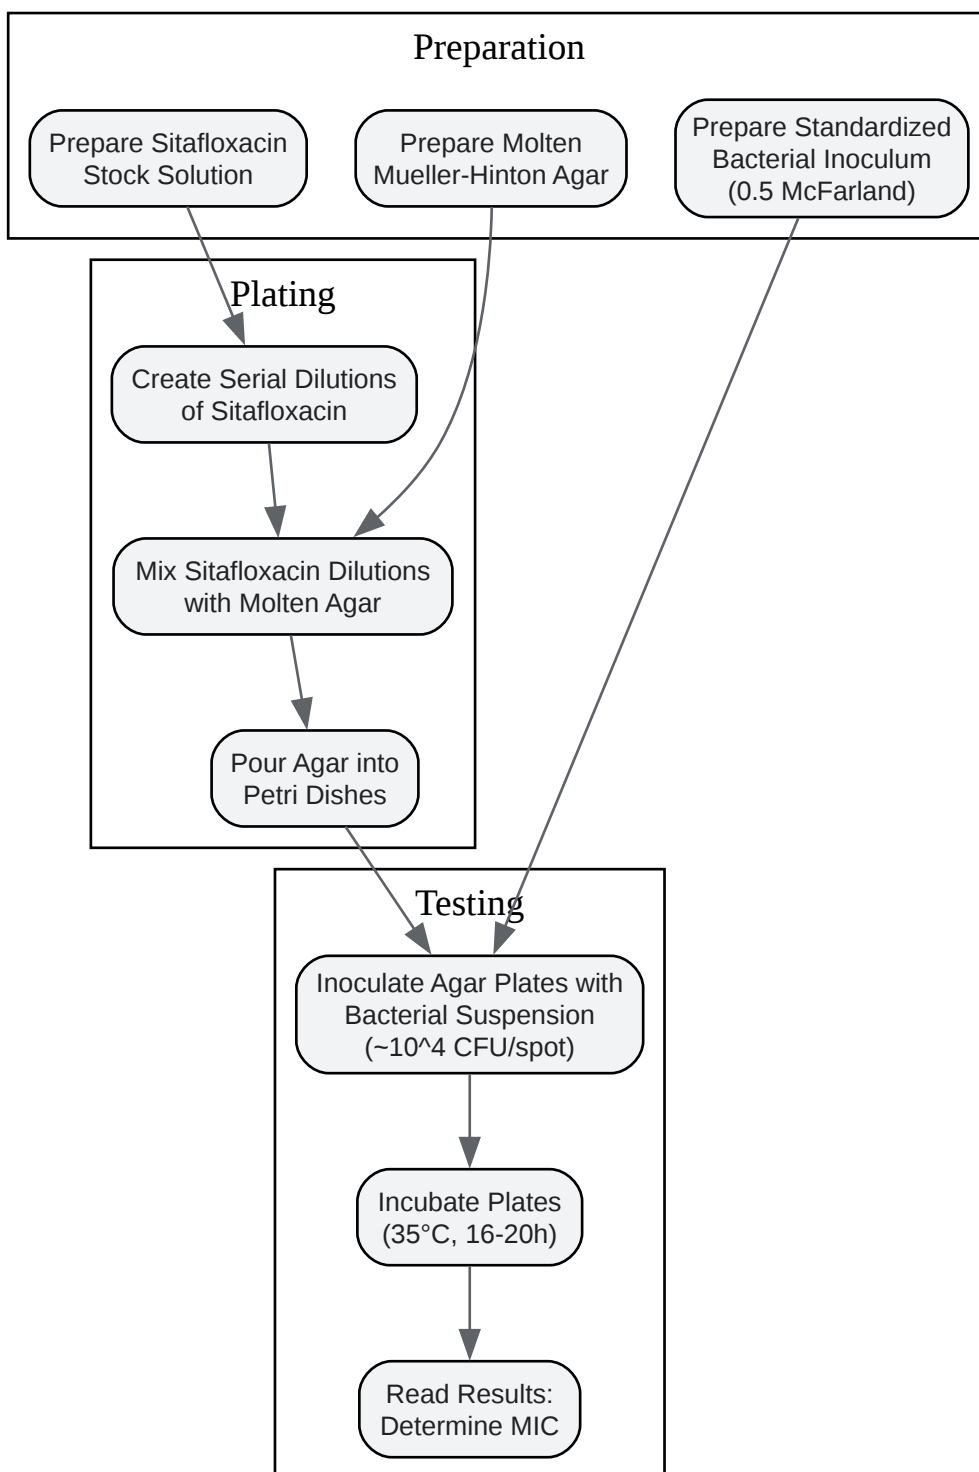 Preparation
Prepare Sitafloxacin
Stock Solution
Prepare Molten
Mueller-Hinton Agar
Prepare Standardized
Bacterial Inoculum
(0.5 McFarland)
Plating
Create Serial Dilutions
of Sitafloxacin
Mix Sitafloxacin Dilutions
with Molten Agar
Pour Agar into
Petri Dishes
Testing
Inoculate Agar Plates with
Bacterial Suspension
(~10^4 CFU/spot)
Incubate Plates
(35°C, 16-20h)
Read Results:
Determine MIC